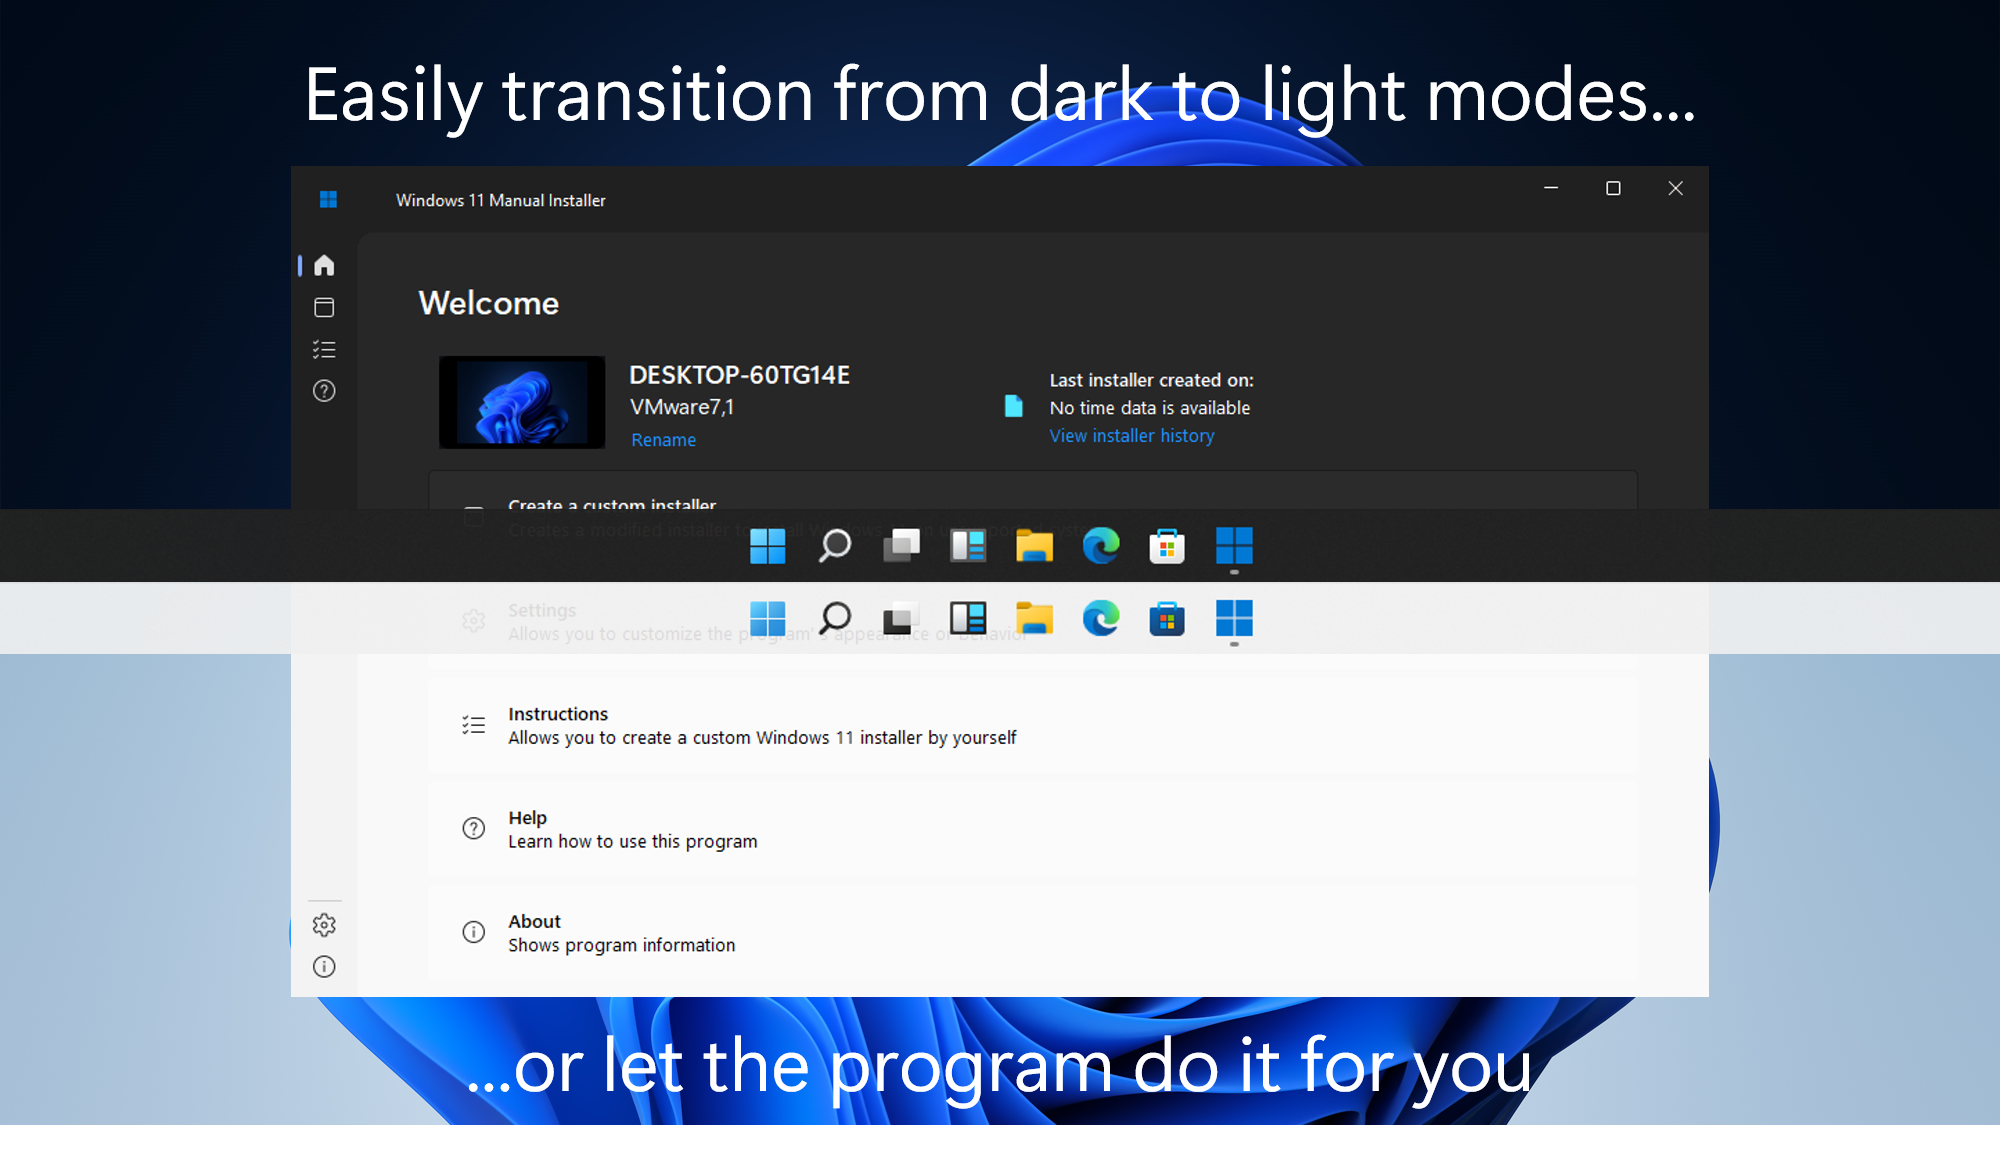 Easily transition from dark to light modes...
Windows 11 Manual Installer
Welcome
DESKTOP-60TG14E
VMware7,1
Rename
Last installer created on:
No time data is available
View installer history
Create a custom installer
Creates a modified installer to
Settings
Allows you to customize the program's appearance or behavior
Instructions
Allows you to create a custom Windows 11 installer by yourself
Help
Learn how to use this program
About
Shows program information
...or let the program do it for you